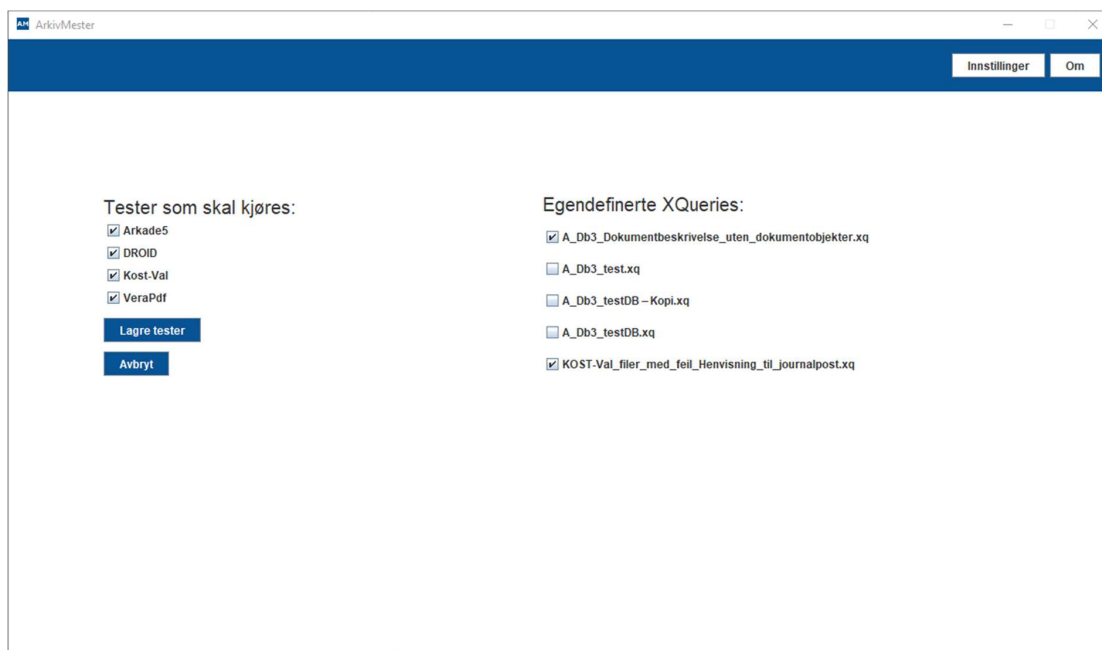 AM ArkivMester
Innstillinger Om
Tester som skal kjøres:
Arkade5
DROID
Kost-Val
VeraPdf
Lagre tester
Avbryt
Egendefinerte XQueries:
A_Db3_Dokumentbeskrivelse_uten_dokumentobjekter.xq
A_Db3_test.xq
A_Db3_testDB – Kopi.xq
A_Db3_testDB.xq
KOST-Val_filer_med_feil_Henvisning_til_journalpost.xq